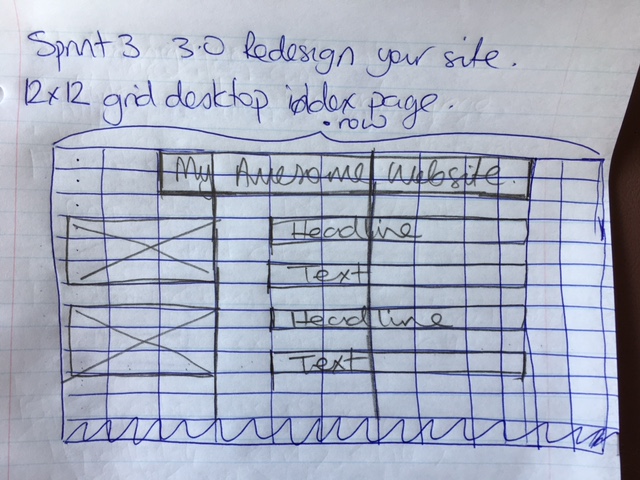 Sprint 3 3.0 Redesign your site.
12x12 grid desktop index page.
.row
My Awesome Website.
Headline
Text
Headline
Text